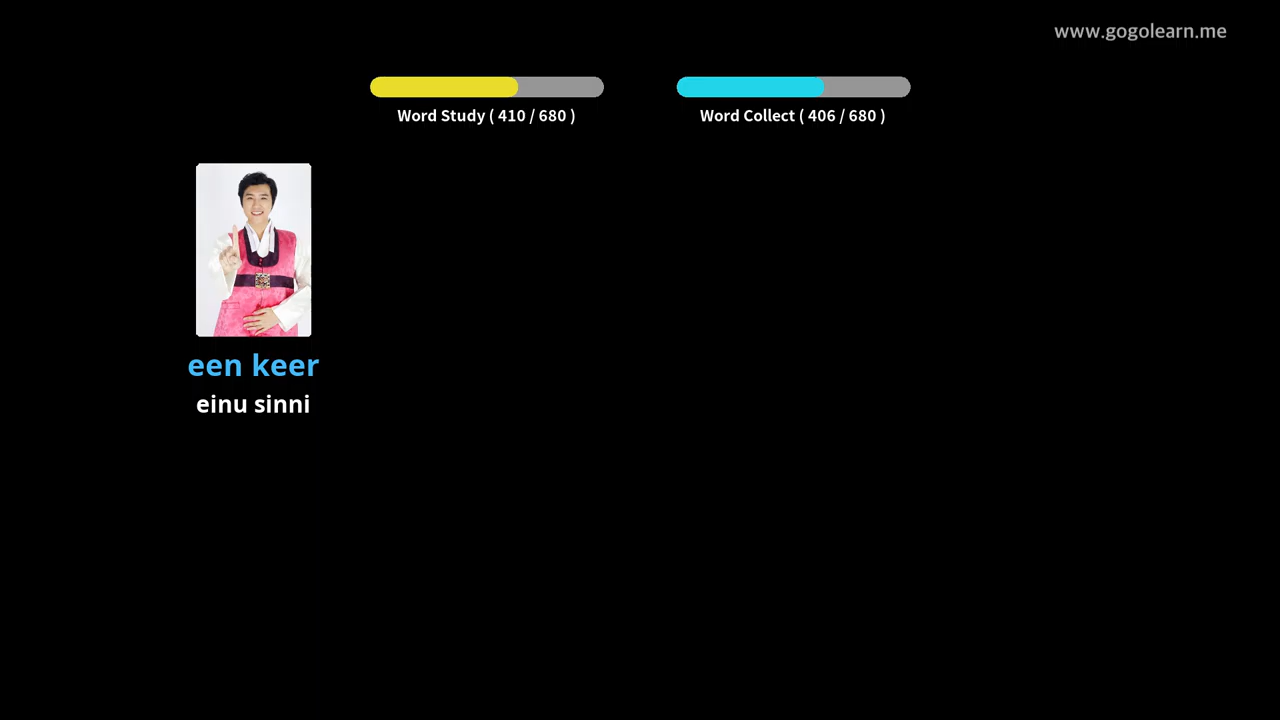 www.gogolearn.me
Word Study ( 410 / 680 )
Word Collect ( 406 / 680 )
een keer
einu sinni